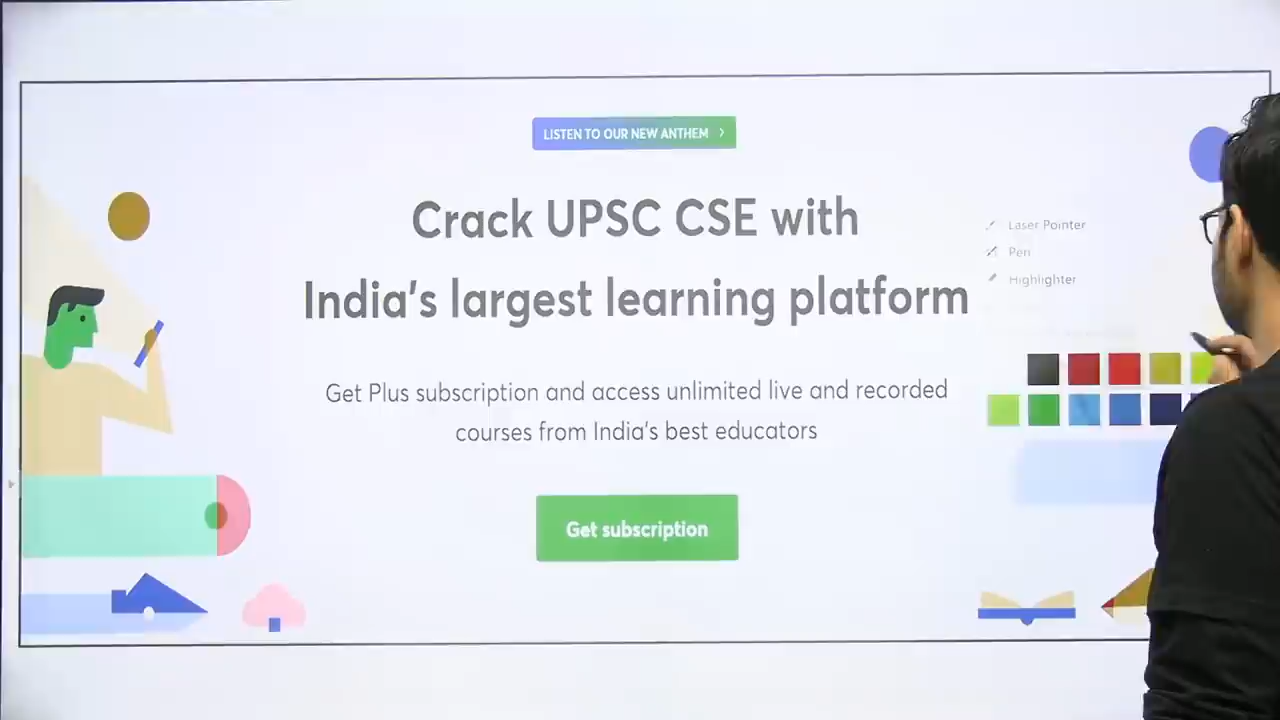 LISTEN TO OUR NEW ANTHEM >
Crack UPSC CSE with
India's largest learning platform
Laser Pointer
Pen
Highlighter
Get Plus subscription and access unlimited live and recorded
courses from India's best educators
Get subscription